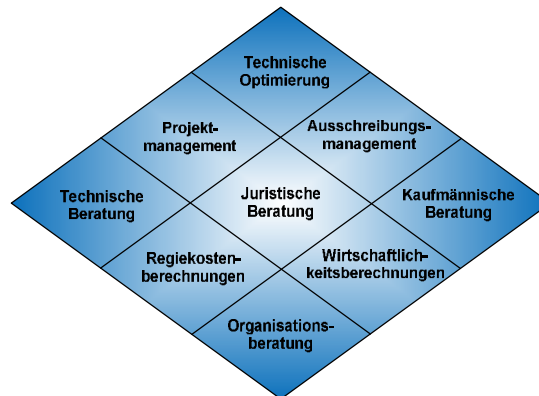 Technische
Optimierung
Projekt-
management
Ausschreibungs-
management
Technische
Beratung
Juristische
Beratung
Kaufmännische
Beratung
Regiekosten-
berechnungen
Wirtschaftlich-
keitsberechnungen
Organisations-
beratung